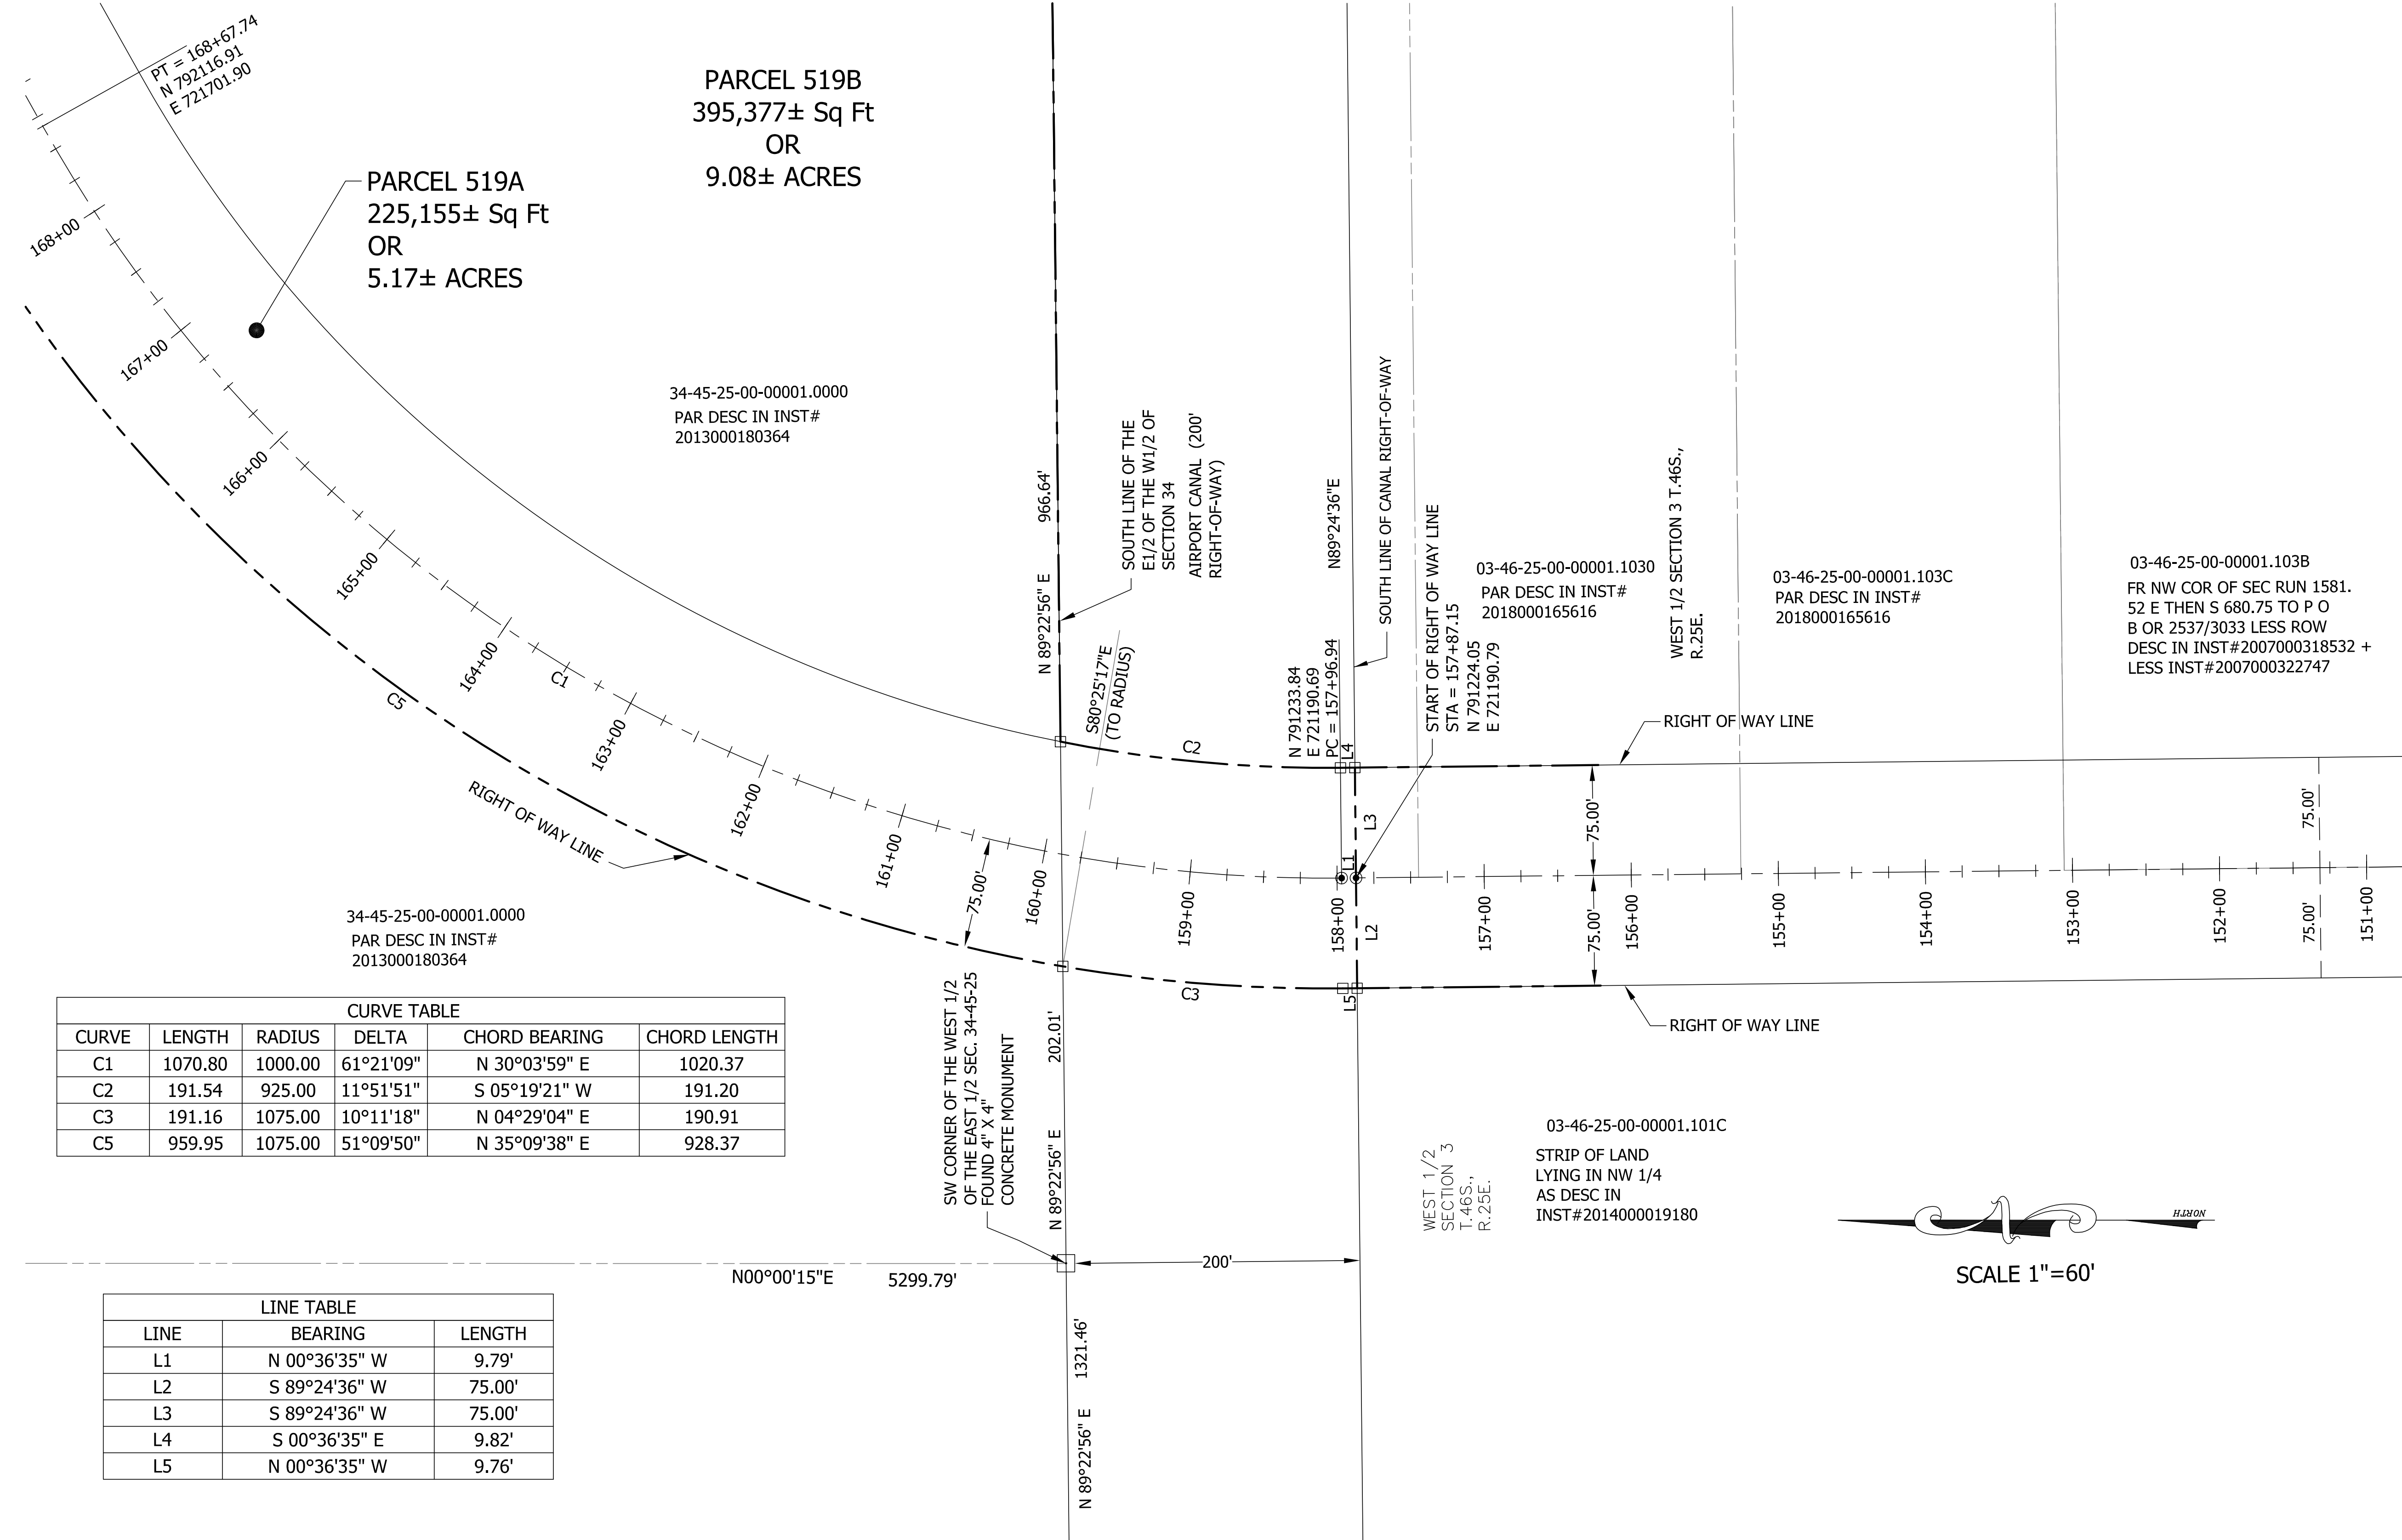 PT = 168+67.74
N 792116.91
E 721701.90
PARCEL 519B
395,377± Sq Ft
OR
9.08± ACRES
PARCEL 519A
225,155± Sq Ft
OR
5.17± ACRES
168+00
167+00
166+00
165+00
164+00
163+00
162+00
161+00
160+00
159+00
158+00
157+00
156+00
155+00
154+00
153+00
152+00
151+00
34-45-25-00-00001.0000
PAR DESC IN INST#
2013000180364
C1
C5
RIGHT OF WAY LINE
75.00'
N 89°22'56" E 966.64'
SOUTH LINE OF THE
E1/2 OF THE W1/2 OF
SECTION 34
AIRPORT CANAL (200'
RIGHT-OF-WAY)
S80°25'17"E
(TO RADIUS)
C2
C3
N89°24'36"E
SOUTH LINE OF CANAL RIGHT-OF-WAY
N 791233.84
E 721190.69
PC = 157+96.94
L4
L1
L3
L2
L5
START OF RIGHT OF WAY LINE
STA = 157+87.15
N 791224.05
E 721190.79
03-46-25-00-00001.1030
PAR DESC IN INST#
2018000165616
WEST 1/2 SECTION 3 T.46S.,
R.25E.
03-46-25-00-00001.103C
PAR DESC IN INST#
2018000165616
03-46-25-00-00001.103B
FR NW COR OF SEC RUN 1581.
52 E THEN S 680.75 TO P O
B OR 2537/3033 LESS ROW
DESC IN INST#2007000318532 +
LESS INST#2007000322747
RIGHT OF WAY LINE
75.00'
75.00'
75.00'
75.00'
RIGHT OF WAY LINE
34-45-25-00-00001.0000
PAR DESC IN INST#
2013000180364
CURVE TABLE
CURVE LENGTH RADIUS DELTA CHORD BEARING CHORD LENGTH
C1 1070.80 1000.00 61°21'09" N 30°03'59" E 1020.37
C2 191.54 925.00 11°51'51" S 05°19'21" W 191.20
C3 191.16 1075.00 10°11'18" N 04°29'04" E 190.91
C5 959.95 1075.00 51°09'50" N 35°09'38" E 928.37
SW CORNER OF THE WEST 1/2
OF THE EAST 1/2 SEC. 34-45-25
FOUND 4" X 4"
CONCRETE MONUMENT
N 89°22'56" E 202.01'
N00°00'15"E 5299.79'
200'
N 89°22'56" E 1321.46'
WEST 1/2
SECTION 3
T.46S.,
R.25E.
03-46-25-00-00001.101C
STRIP OF LAND
LYING IN NW 1/4
AS DESC IN
INST#2014000019180
NORTH
SCALE 1"=60'
LINE TABLE
LINE BEARING LENGTH
L1 N 00°36'35" W 9.79'
L2 S 89°24'36" W 75.00'
L3 S 89°24'36" W 75.00'
L4 S 00°36'35" E 9.82'
L5 N 00°36'35" W 9.76'